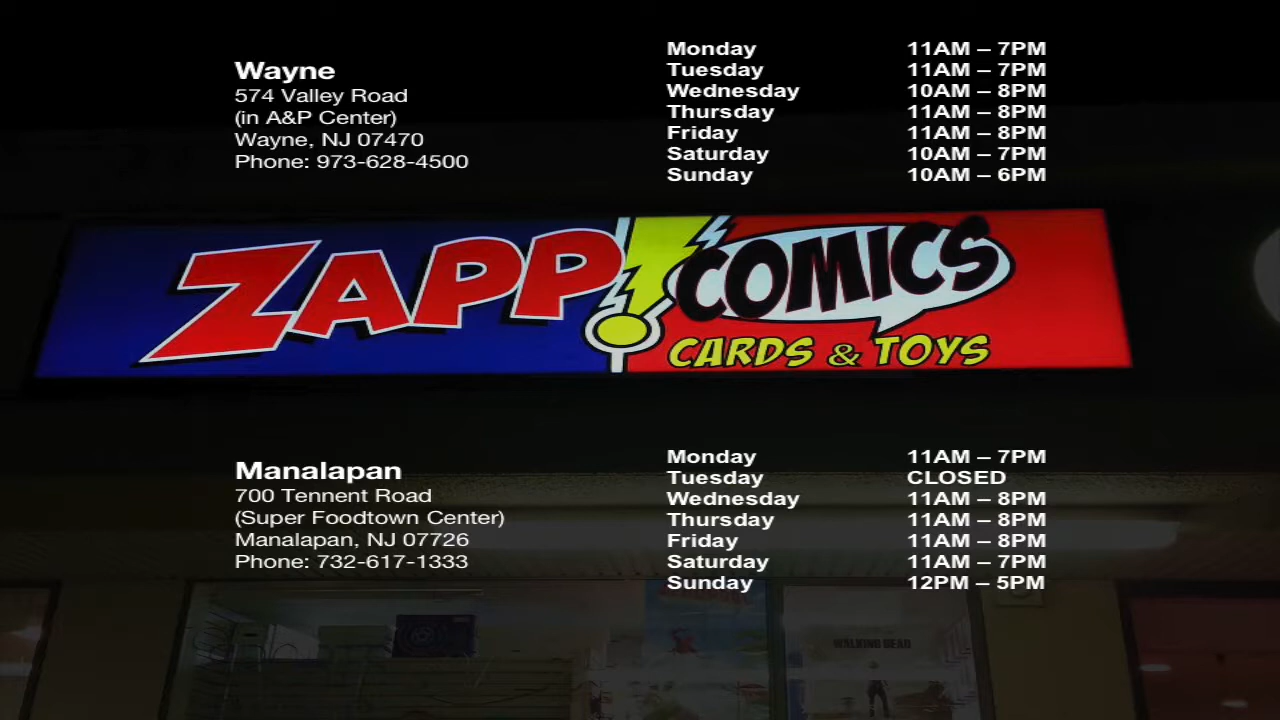 Wayne
574 Valley Road
(in A&P Center)
Wayne, NJ 07470
Phone: 973-628-4500
Monday 11AM – 7PM
Tuesday 11AM – 7PM
Wednesday 10AM – 8PM
Thursday 11AM – 8PM
Friday 11AM – 8PM
Saturday 10AM – 7PM
Sunday 10AM – 6PM
ZAPP! COMICS
CARDS & TOYS
Manalapan
700 Tennent Road
(Super Foodtown Center)
Manalapan, NJ 07726
Phone: 732-617-1333
Monday 11AM – 7PM
Tuesday CLOSED
Wednesday 11AM – 8PM
Thursday 11AM – 8PM
Friday 11AM – 8PM
Saturday 11AM – 7PM
Sunday 12PM – 5PM
WALKING DEAD